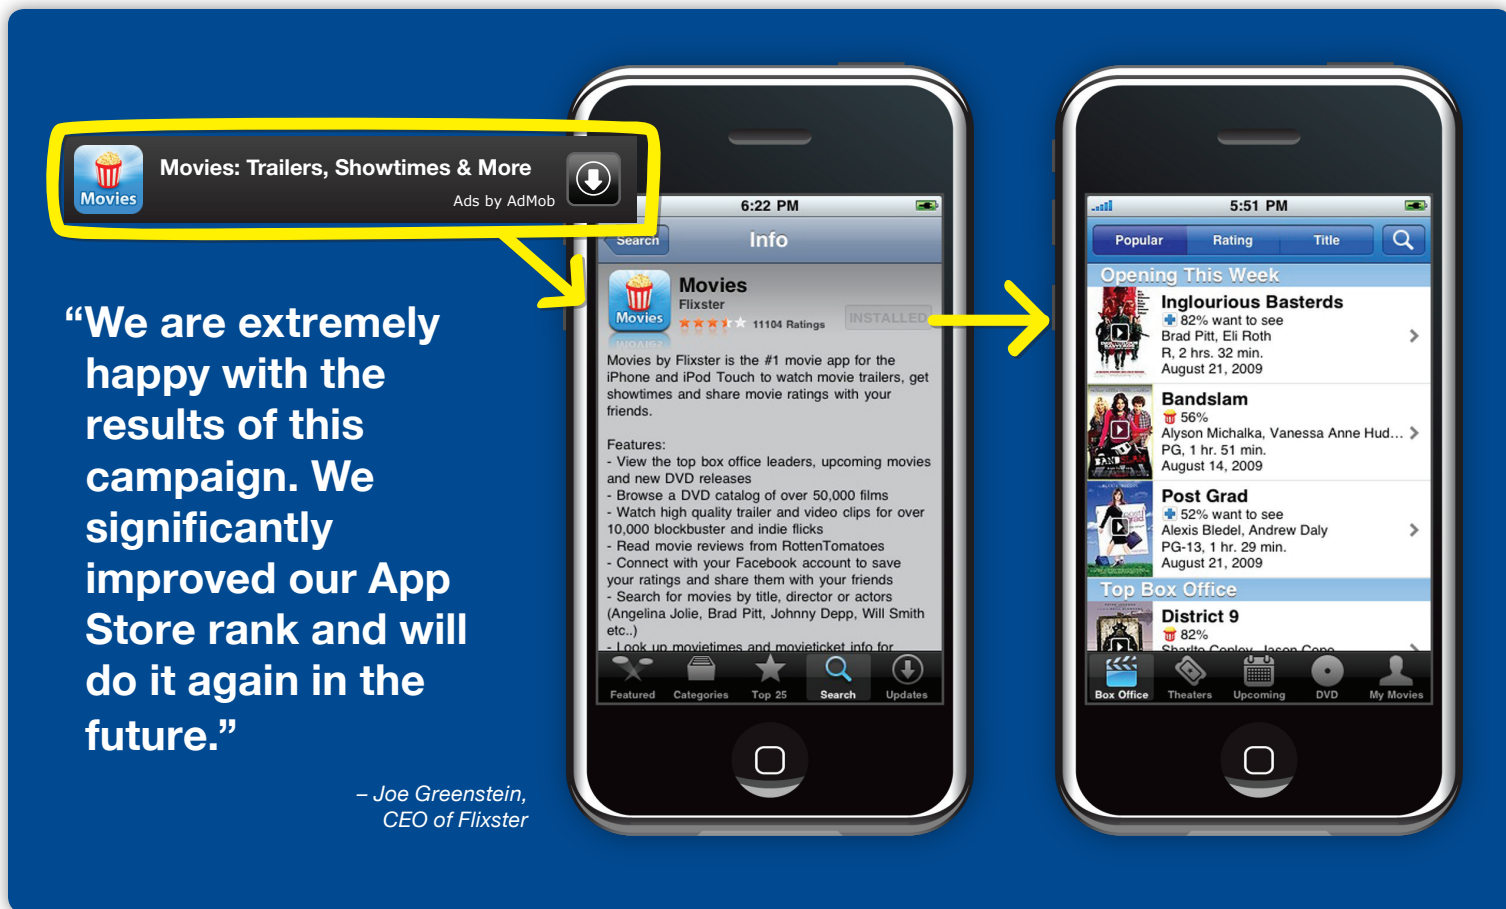 Movies: Trailers, Showtimes & More
Movies
Ads by AdMob
“We are extremely
happy with the
results of this
campaign. We
significantly
improved our App
Store rank and will
do it again in the
future.”
– Joe Greenstein,
CEO of Flixster
6:22 PM
Search
Info
Movies
Flixster
Movies
11104 Ratings
INSTALLED
Movies by Flixster is the #1 movie app for the
iPhone and iPod Touch to watch movie trailers, get
showtimes and share movie ratings with your
friends.
Features:
- View the top box office leaders, upcoming movies
and new DVD releases
- Browse a DVD catalog of over 50,000 films
- Watch high quality trailer and video clips for over
10,000 blockbuster and indie flicks
- Read movie reviews from RottenTomatoes
- Connect with your Facebook account to save
your ratings and share them with your friends
- Search for movies by title, director or actors
(Angelina Jolie, Brad Pitt, Johnny Depp, Will Smith
etc..)
- Look up movietimes and movieticket info for
Featured Categories Top 25 Search Updates
5:51 PM
Popular Rating Title
Opening This Week
Inglourious Basterds
82% want to see
Brad Pitt, Eli Roth
R, 2 hrs. 32 min.
August 21, 2009
Bandslam
56%
Alyson Michalka, Vanessa Anne Hud...
PG, 1 hr. 51 min.
August 14, 2009
Post Grad
52% want to see
Alexis Bledel, Andrew Daly
PG-13, 1 hr. 29 min.
August 21, 2009
Top Box Office
District 9
82%
Sharlto Copley, Jason Cope
Box Office Theaters Upcoming DVD My Movies